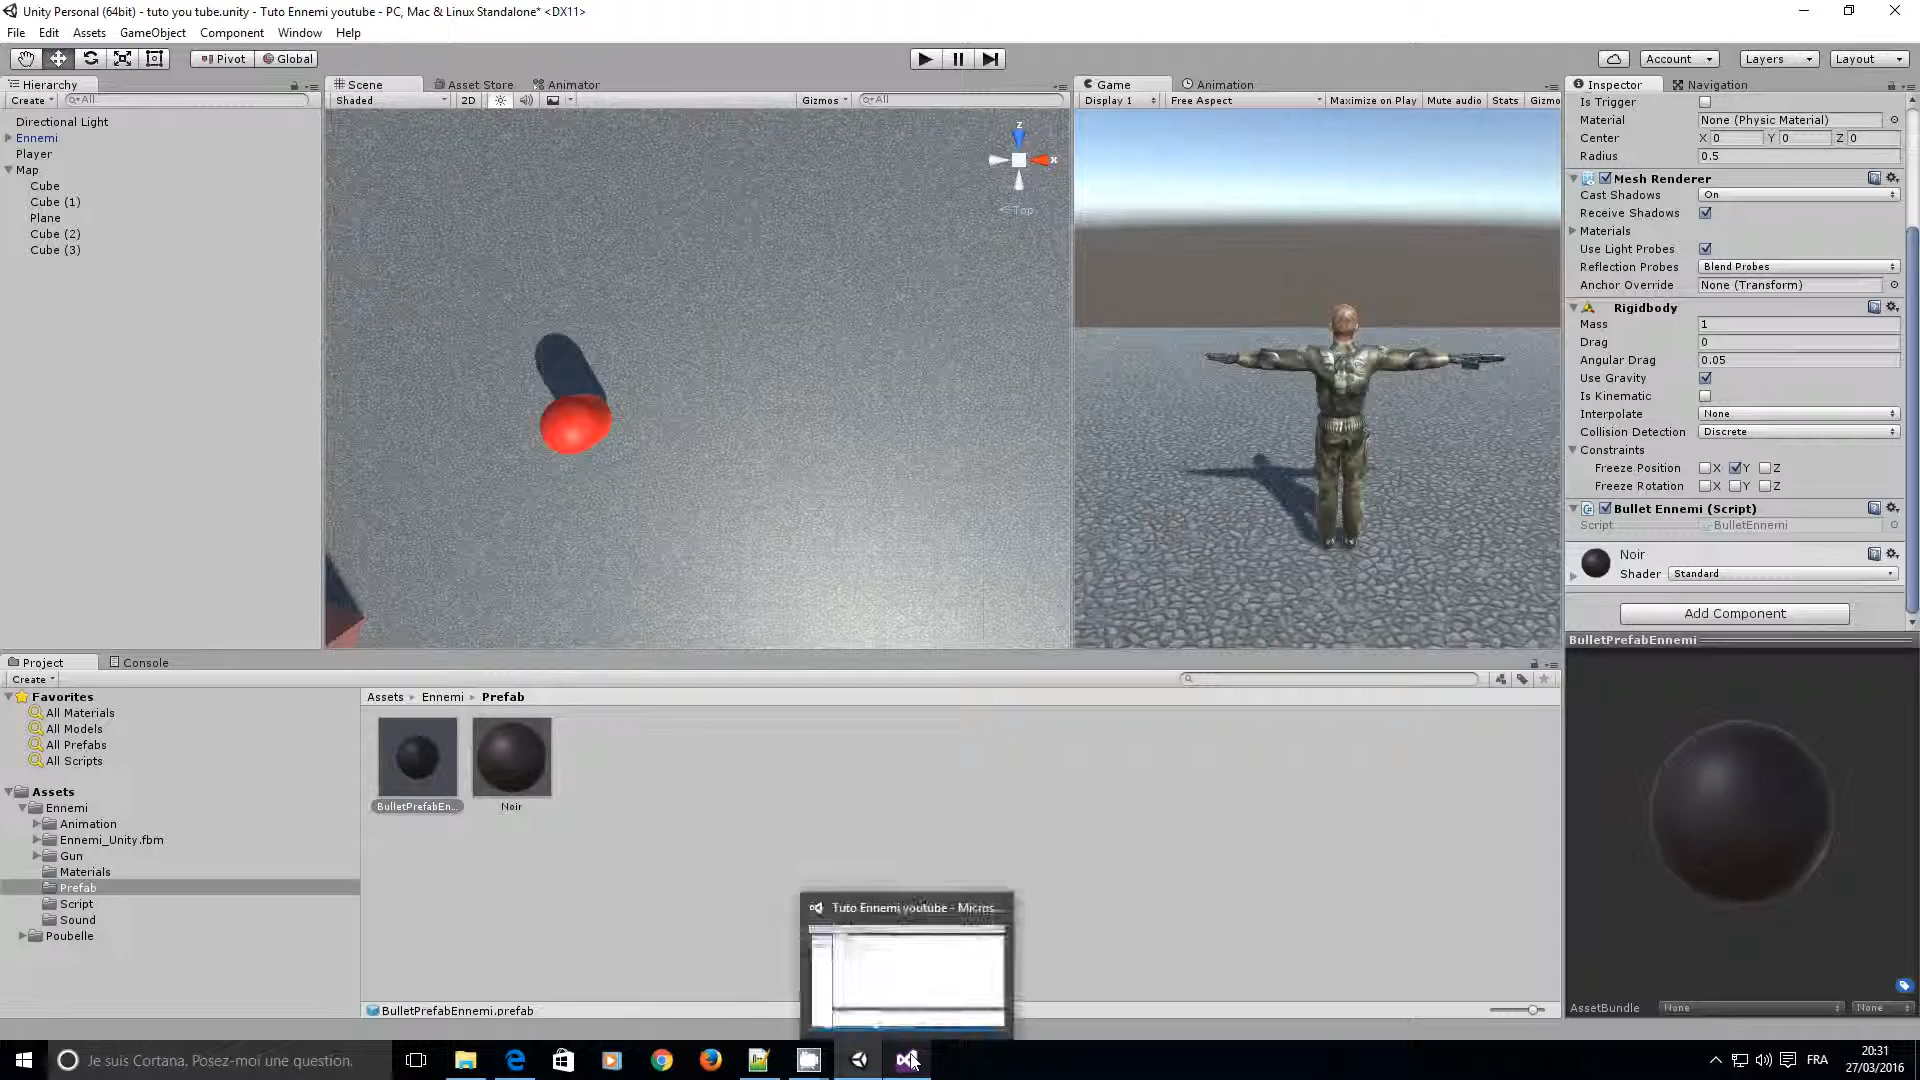 Unity Personal (64bit) - tuto you tube.unity - Tuto Ennemi youtube - PC, Mac & Linux Standalone* <DX11>
File Edit Assets GameObject Component Window Help
Pivot Global Account Layers Layout
Hierarchy
Create All
Directional Light
Ennemi
Player
Map
Cube
Cube (1)
Plane
Cube (2)
Cube (3)
Scene Asset Store Animator
Shaded 2D Gizmos All
z
x
Top
Game Animation
Display 1 Free Aspect Maximize on Play Mute audio Stats Gizmo
Inspector Navigation
Is Trigger
Material None (Physic Material)
Center X 0 Y 0 Z 0
Radius 0.5
Mesh Renderer
Cast Shadows On
Receive Shadows
Materials
Use Light Probes
Reflection Probes Blend Probes
Anchor Override None (Transform)
Rigidbody
Mass 1
Drag 0
Angular Drag 0.05
Use Gravity
Is Kinematic
Interpolate None
Collision Detection Discrete
Constraints
Freeze Position X Y Z
Freeze Rotation X Y Z
Bullet Ennemi (Script)
Script BulletEnnemi
Noir
Shader Standard
Add Component
BulletPrefabEnnemi
AssetBundle None None
Project Console
Create
Favorites
All Materials
All Models
All Prefabs
All Scripts
Assets
Ennemi
Animation
Ennemi_Unity.fbm
Gun
Materials
Prefab
Script
Sound
Poubelle
Assets Ennemi Prefab
BulletPrefabEn... Noir
BulletPrefabEnnemi.prefab
Tuto Ennemi youtube - Micros...
Je suis Cortana. Posez-moi une question.
FRA
20:31
27/03/2016